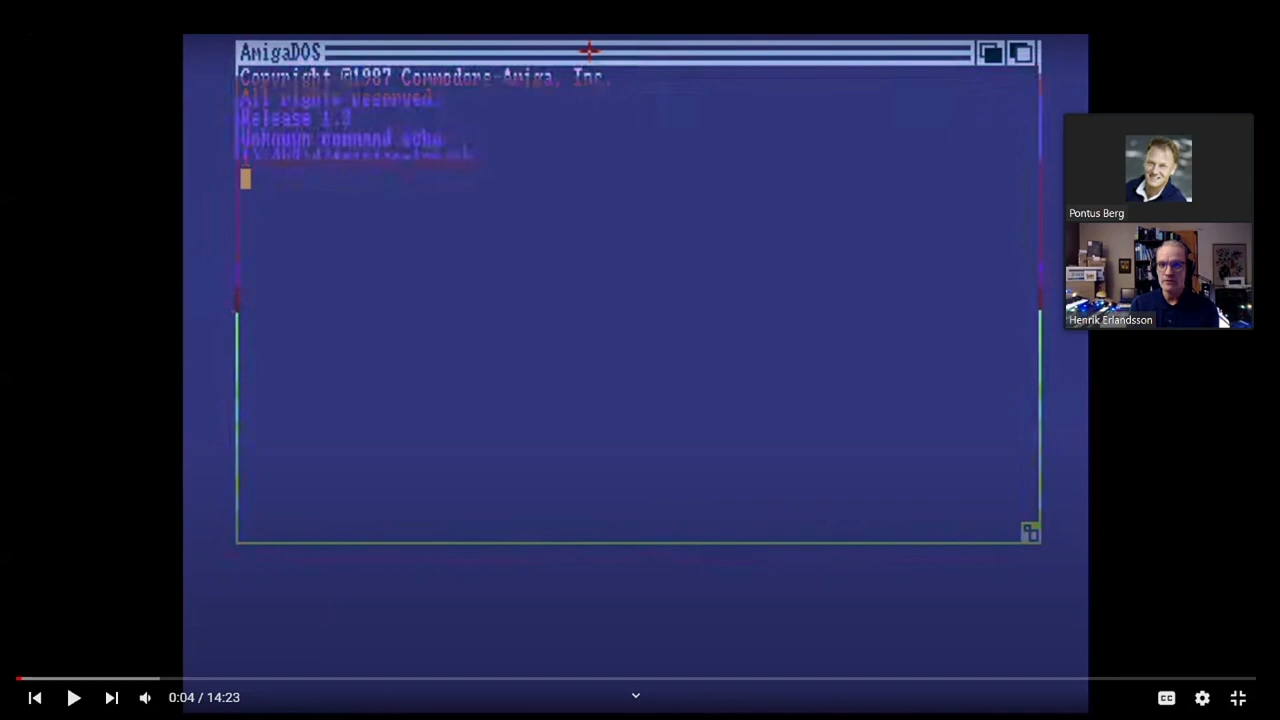 AmigaDOS
Copyright ©1987 Commodore-Amiga, Inc.
All rights reserved.
Release 1.3
Unknown command echo
Pontus Berg
Henrik Erlandsson
0:04 / 14:23
CC